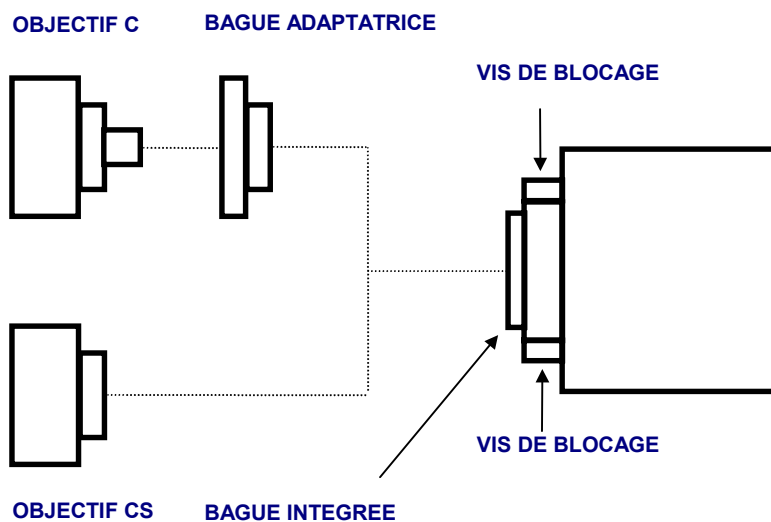 OBJECTIF C
BAGUE ADAPTATRICE
VIS DE BLOCAGE
VIS DE BLOCAGE
OBJECTIF CS
BAGUE INTEGREE